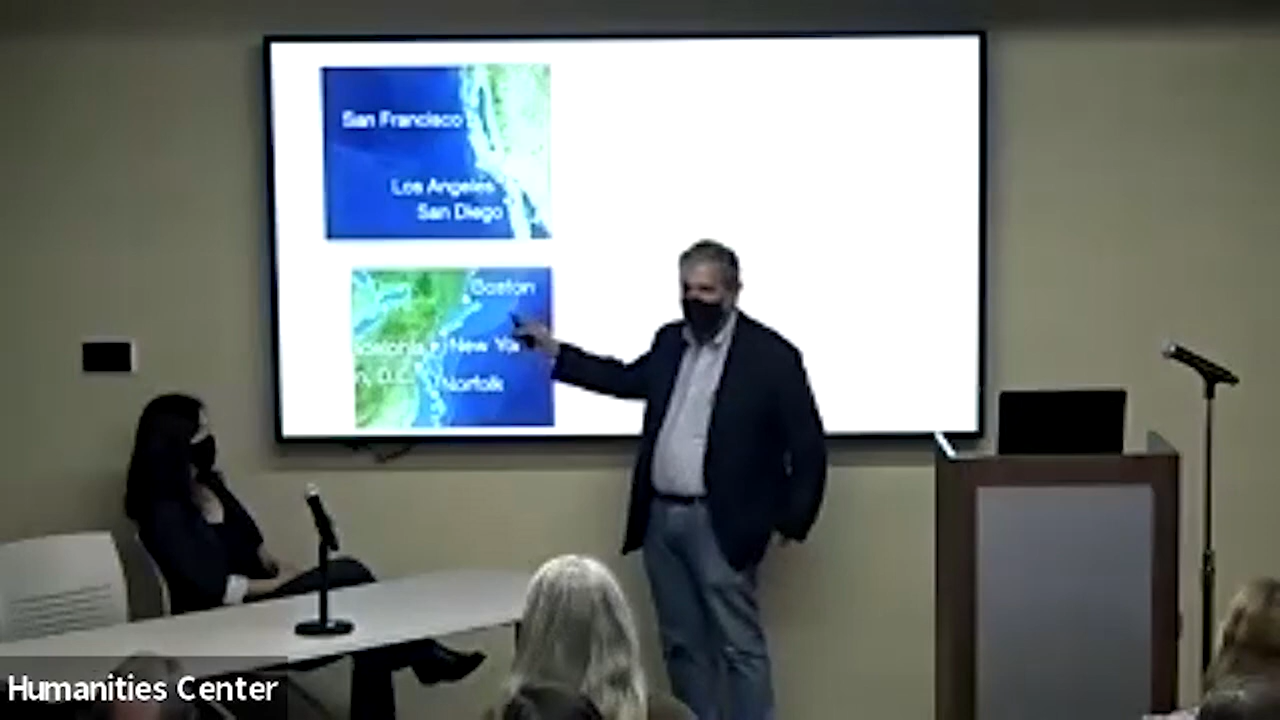 San Francisco
Los Angeles
San Diego
Boston
New Yo
Norfolk
D.C.
Humanities Center